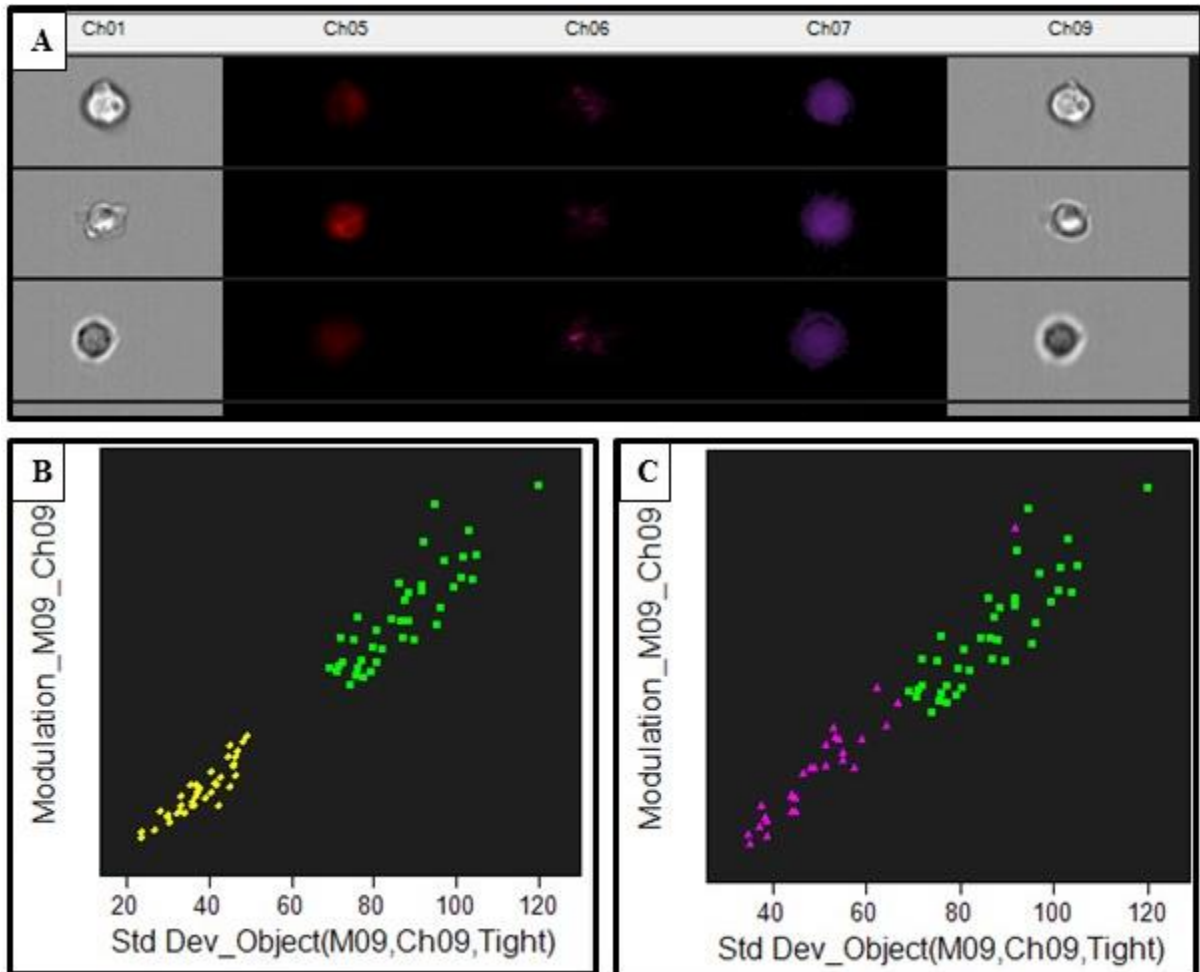 A Ch01 Ch05 Ch06 Ch07 Ch09
B
Modulation_M09_Ch09
20 40 60 80 100 120
Std Dev_Object(M09,Ch09,Tight)
C
Modulation_M09_Ch09
40 60 80 100 120
Std Dev_Object(M09,Ch09,Tight)